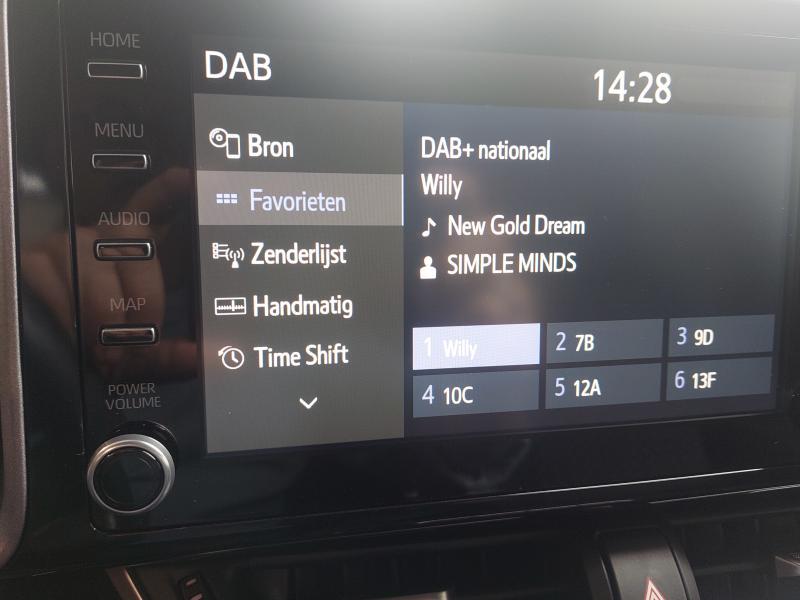 HOME
MENU
AUDIO
MAP
POWER
VOLUME
DAB
14:28
Bron
Favorieten
Zenderlijst
Handmatig
Time Shift
DAB+ nationaal
Willy
New Gold Dream
SIMPLE MINDS
1 Willy
2 7B
3 9D
4 10C
5 12A
6 13F